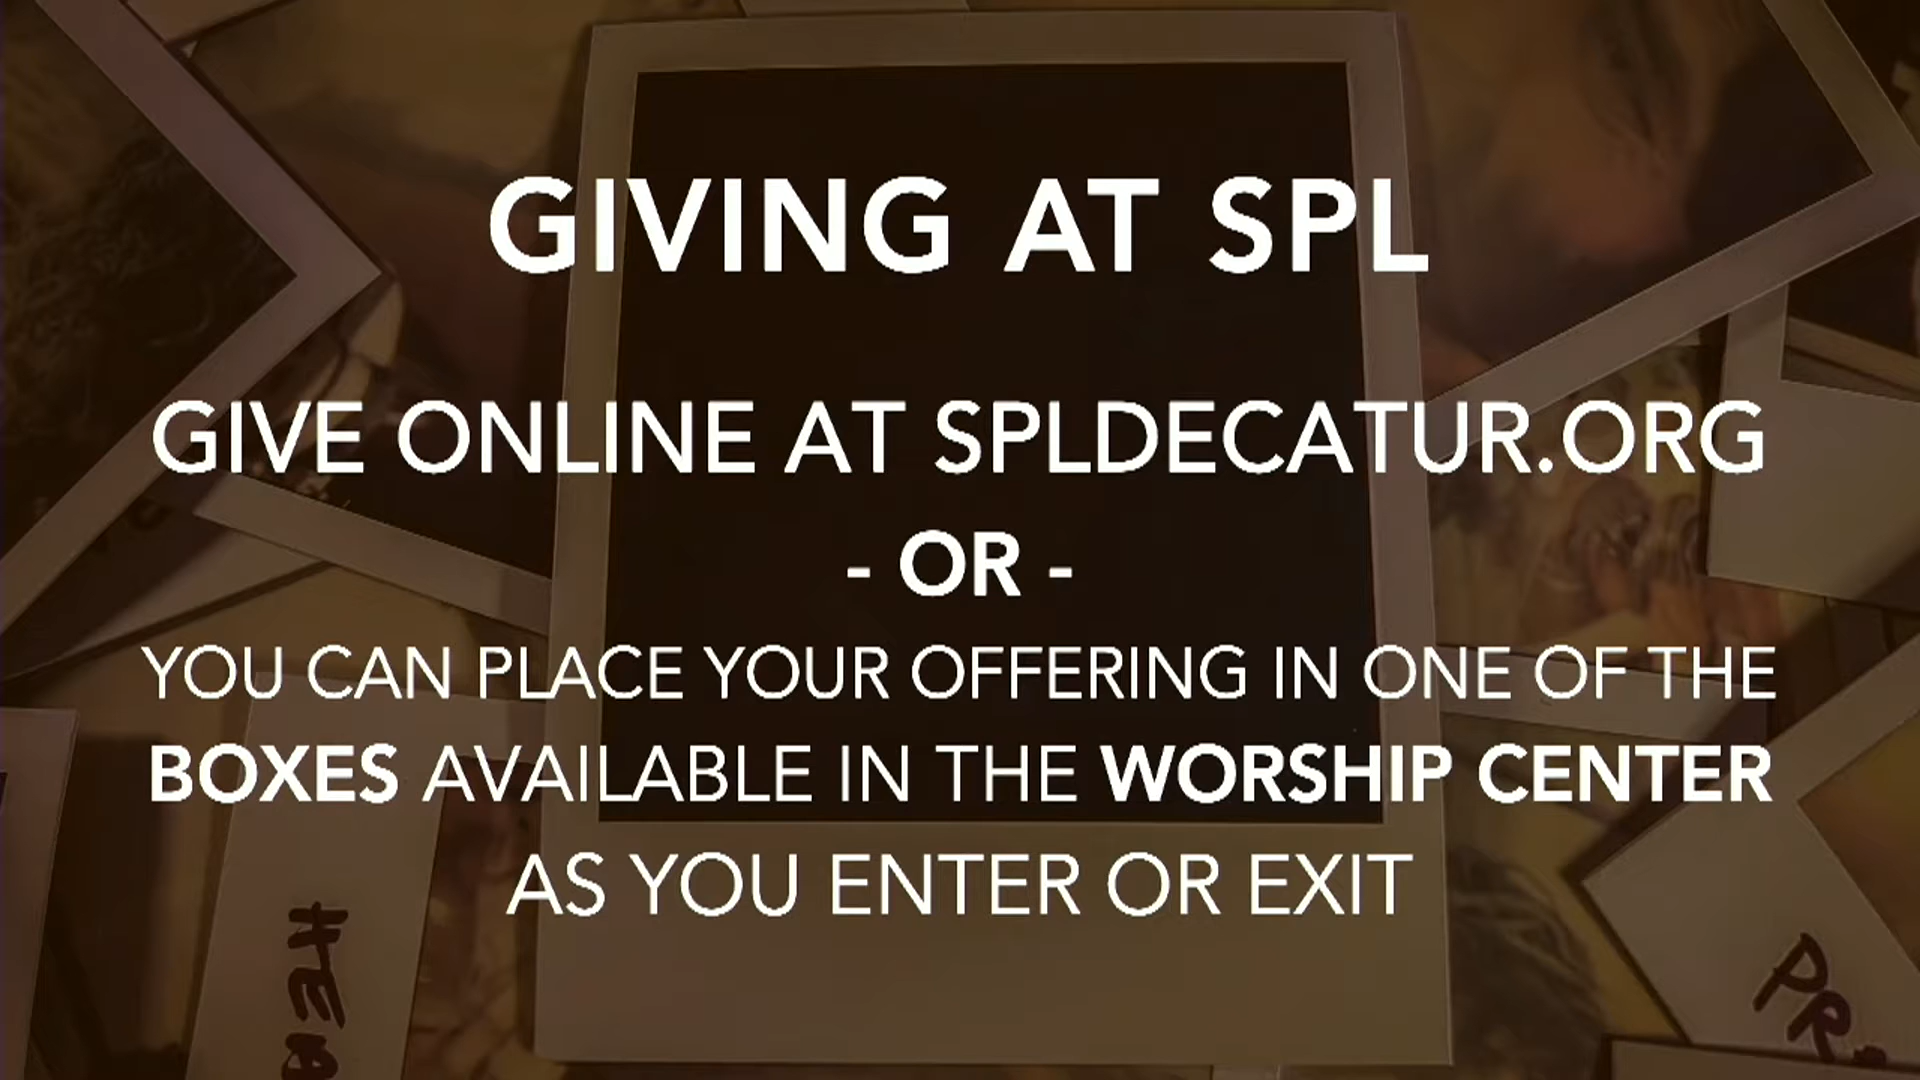 GIVING AT SPL
GIVE ONLINE AT SPLDECATUR.ORG
- OR -
YOU CAN PLACE YOUR OFFERING IN ONE OF THE
BOXES AVAILABLE IN THE WORSHIP CENTER
AS YOU ENTER OR EXIT